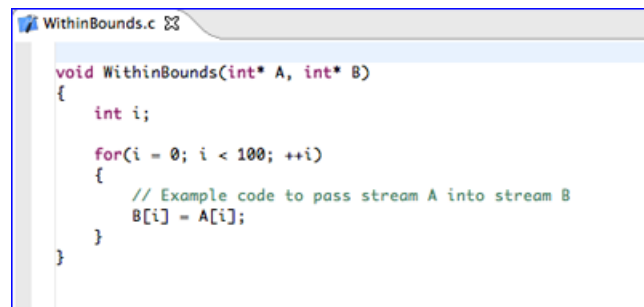 WithinBounds.c
void WithinBounds(int* A, int* B)
{
int i;
for(i = 0; i < 100; ++i)
{
// Example code to pass stream A into stream B
B[i] = A[i];
}
}